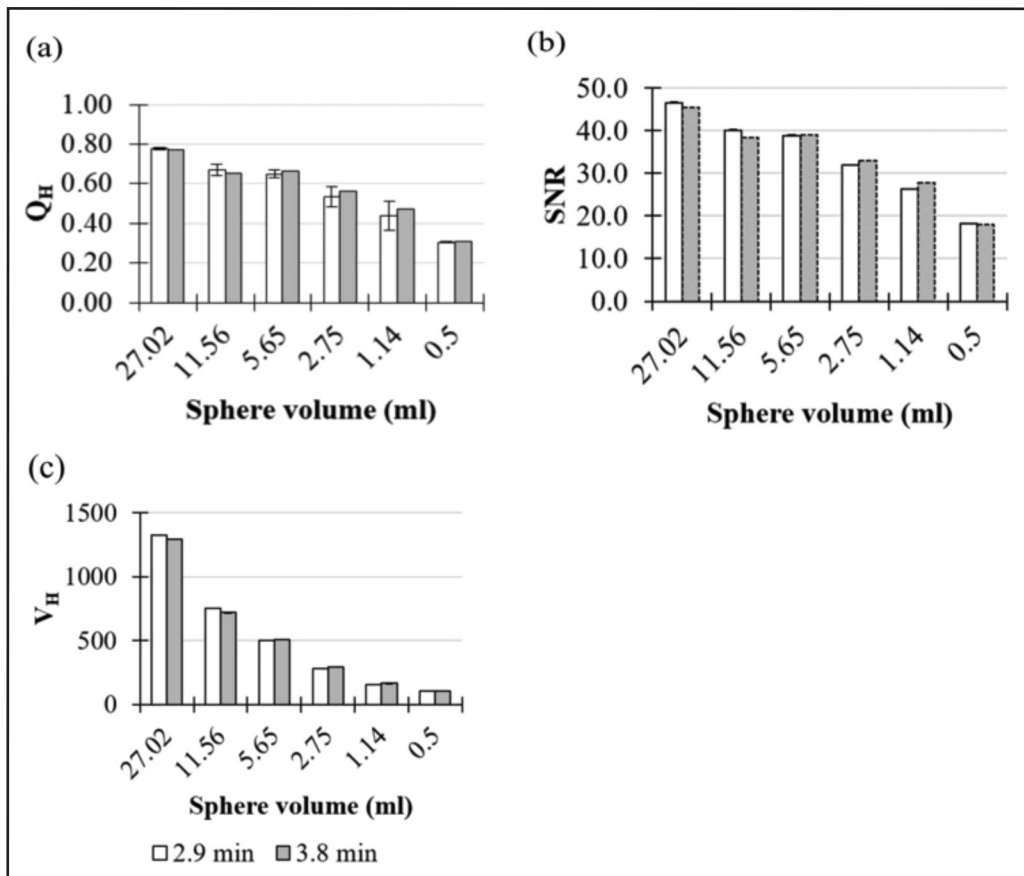 (a)
1.00
0.80
0.60
0.40
0.20
0.00
Q_H
27.02 11.56 5.65 2.75 1.14 0.5
Sphere volume (ml)
(b)
50.0
40.0
30.0
20.0
10.0
0.0
SNR
27.02 11.56 5.65 2.75 1.14 0.5
Sphere volume (ml)
(c)
1500
1000
500
0
V_H
27.02 11.56 5.65 2.75 1.14 0.5
Sphere volume (ml)
2.9 min 3.8 min